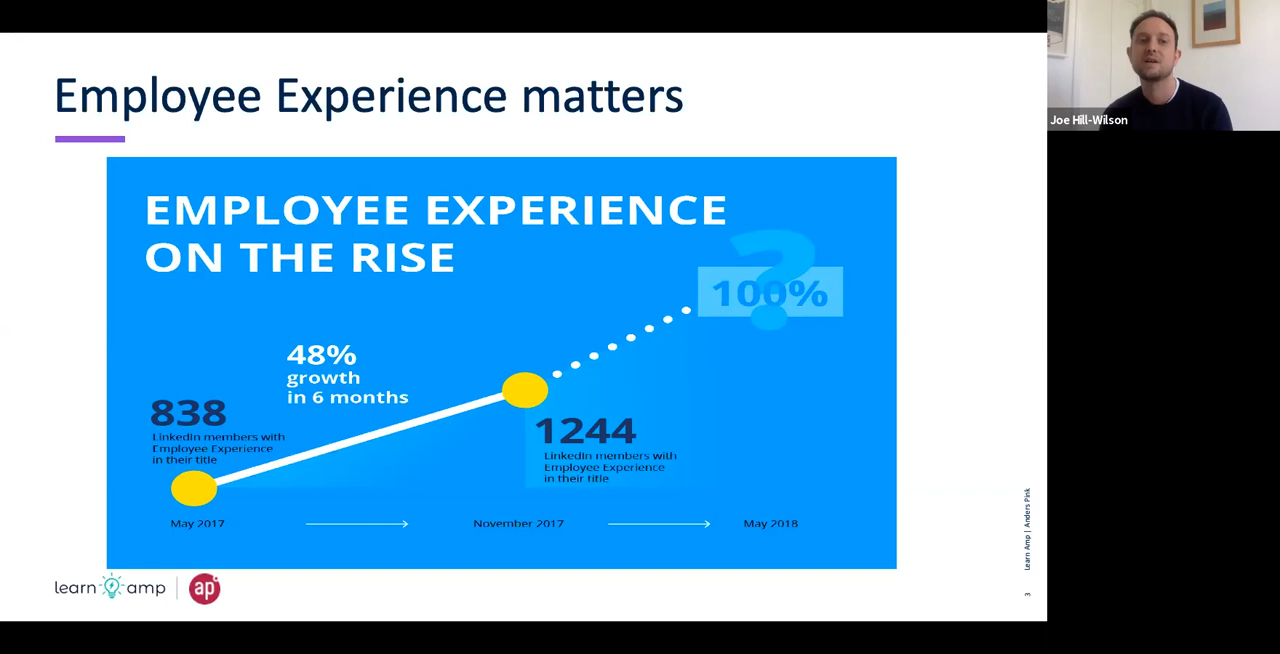 Employee Experience matters
Joe Hill-Wilson
EMPLOYEE EXPERIENCE
ON THE RISE
?
100%
48%
growth
in 6 months
838
LinkedIn members with
Employee Experience
in their title
1244
LinkedIn members with
Employee Experience
in their title
May 2017
November 2017
May 2018
learn amp
ap
Learn Amp | Anders Pink
3